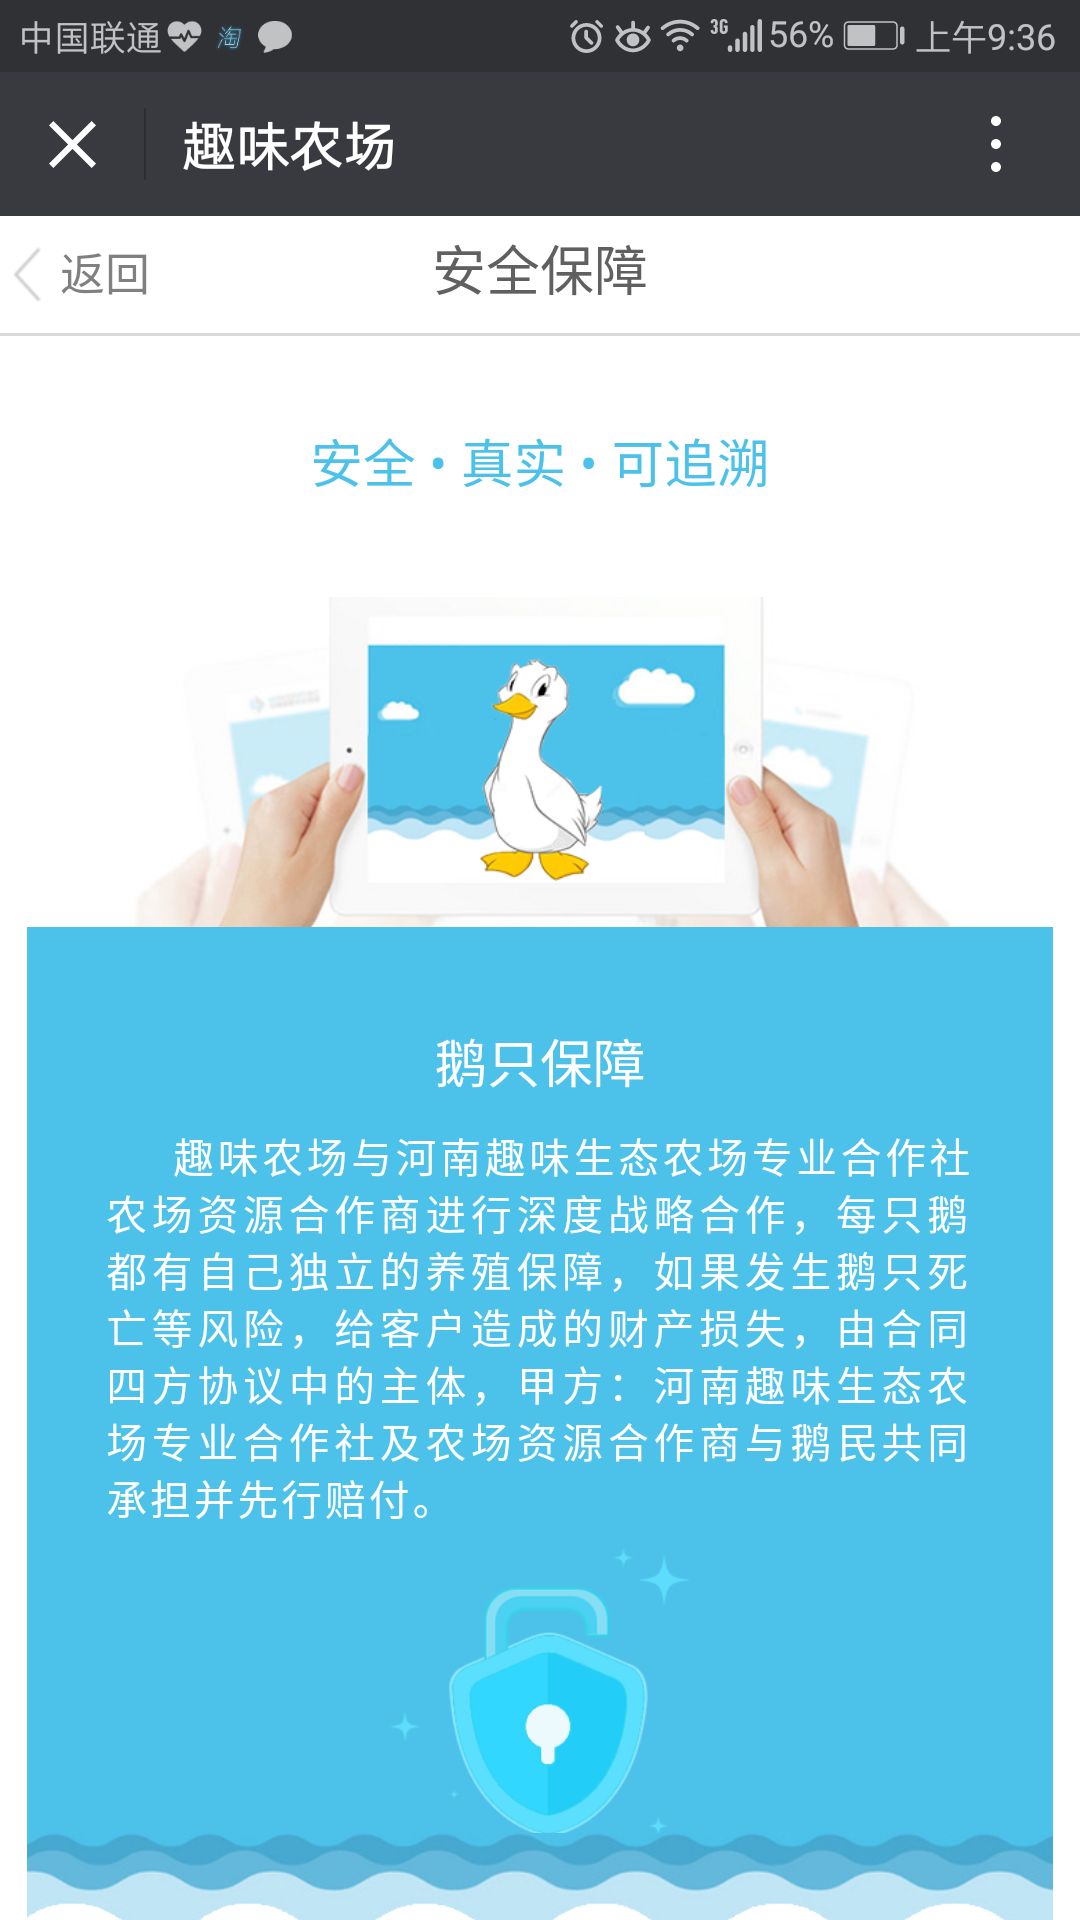 中国联通 淘 3G 56% 上午9:36
趣味农场
返回 安全保障
安全·真实·可追溯
鹅只保障
趣味农场与河南趣味生态农场专业合作社
农场资源合作商进行深度战略合作，每只鹅
都有自己独立的养殖保障，如果发生鹅只死
亡等风险，给客户造成的财产损失，由合同
四方协议中的主体，甲方：河南趣味生态农
场专业合作社及农场资源合作商与鹅民共同
承担并先行赔付。